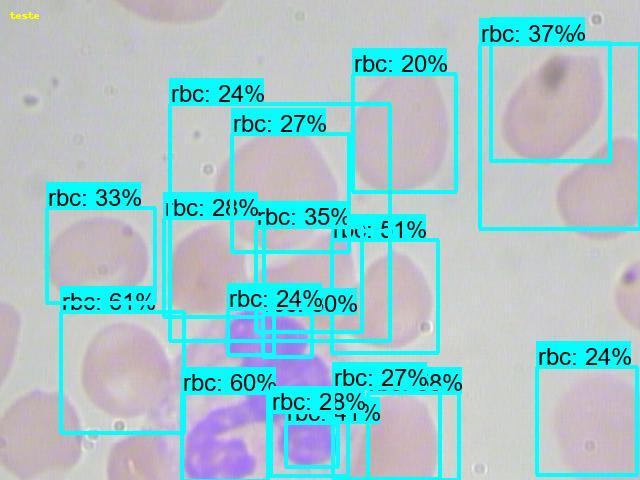 teste
rbc: 37%%
rbc: 20%
rbc: 24%
rbc: 27%
rbc: 33%
rbc: 28%
rbc: 35%
rbc: 51%
rbc: 61%
rbc: 24%
rbc: 60%
rbc: 27%
rbc: 28%
rbc: 24%